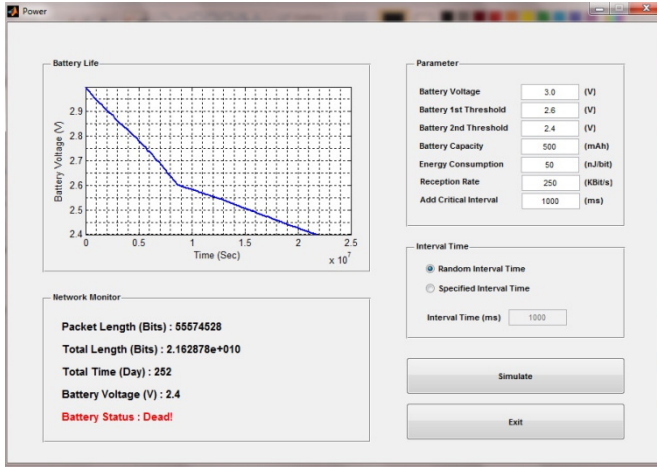 Power
Battery Life
Battery Voltage (V)
2.9
2.8
2.7
2.6
2.5
2.4
0 0.5 1 1.5 2 2.5
Time (Sec)
x 10^7
Network Monitor
Packet Length (Bits) : 55574528
Total Length (Bits) : 2.162878e+010
Total Time (Day) : 252
Battery Voltage (V) : 2.4
Battery Status : Dead!
Parameter
Battery Voltage 3.0 (V)
Battery 1st Threshold 2.6 (V)
Battery 2nd Threshold 2.4 (V)
Battery Capacity 500 (mAh)
Energy Consumption 50 (nJ/bit)
Reception Rate 250 (KBit/s)
Add Critical Interval 1000 (ms)
Interval Time
Random Interval Time
Specified Interval Time
Interval Time (ms) 1000
Simulate
Exit